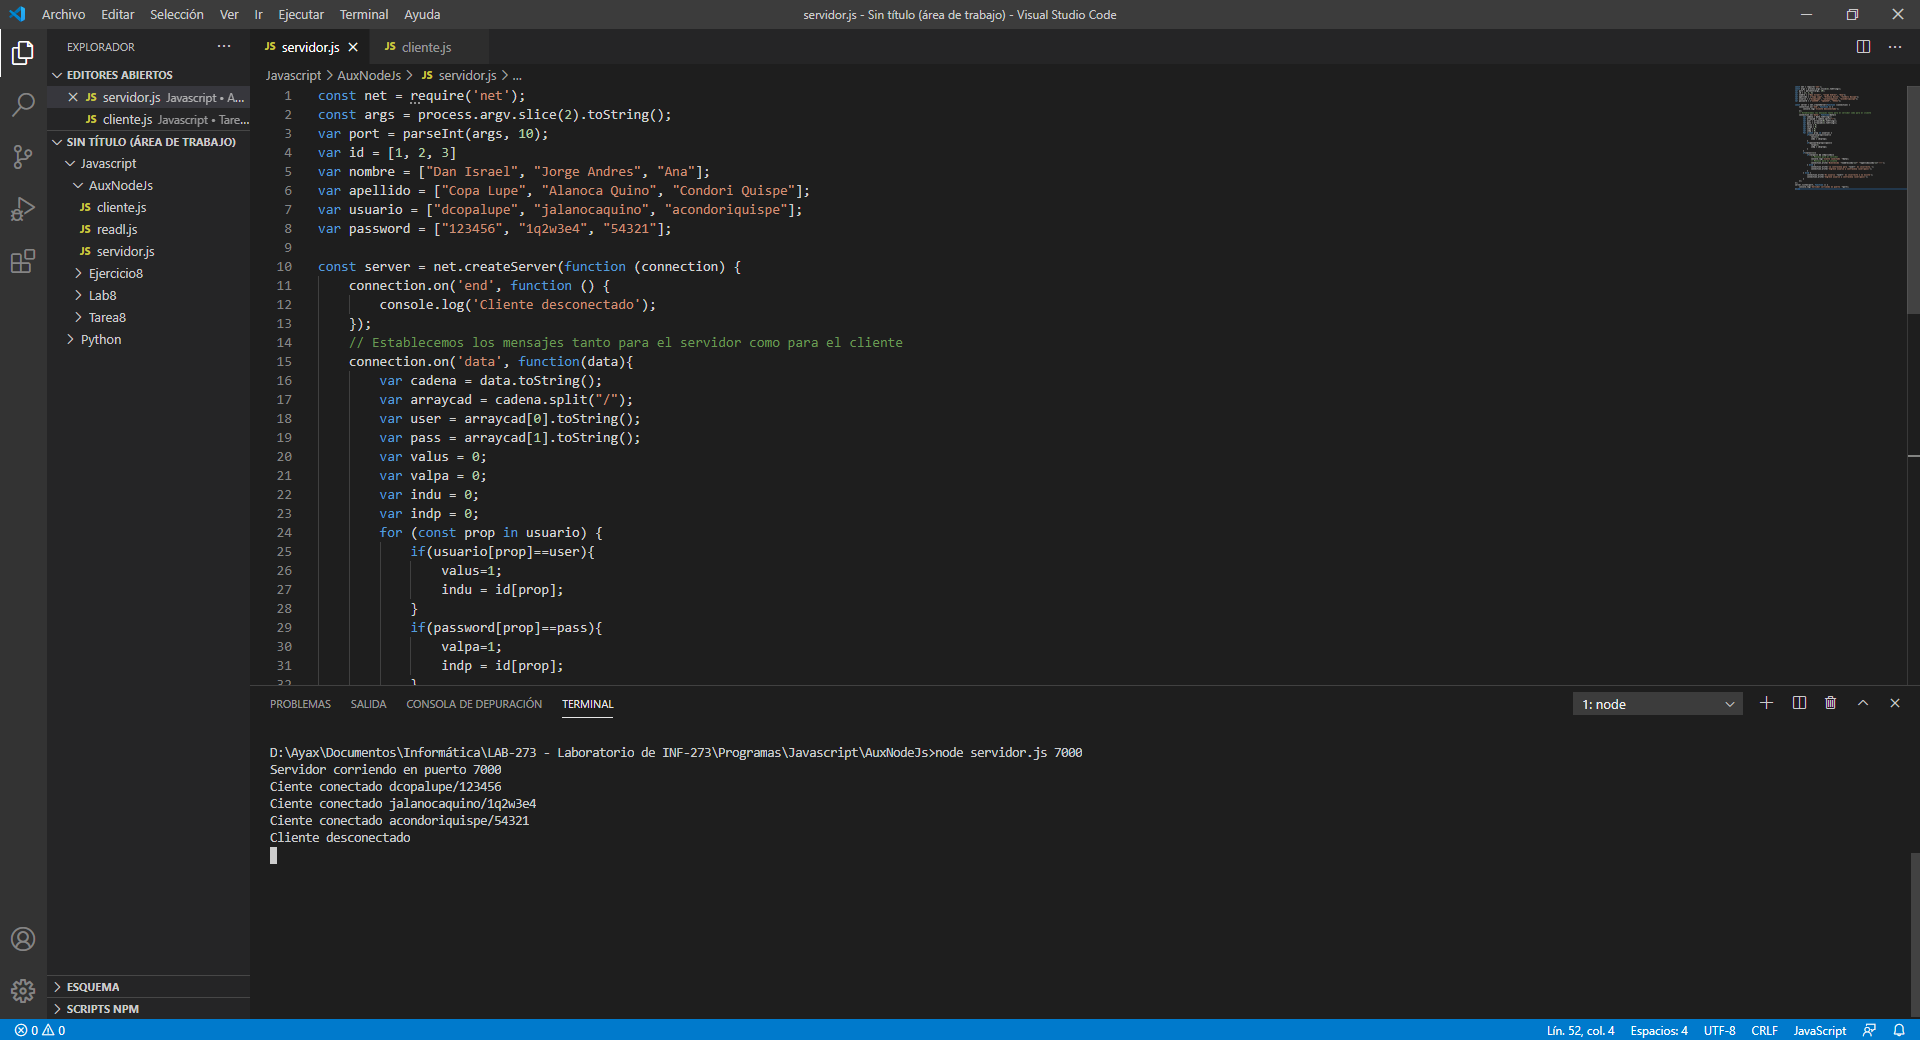 Archivo Editar Selección Ver Ir Ejecutar Terminal Ayuda
servidor.js - Sin título (área de trabajo) - Visual Studio Code
EXPLORADOR ···
EDITORES ABIERTOS
JS servidor.js Javascript • A...
JS cliente.js Javascript • Tare...
SIN TÍTULO (ÁREA DE TRABAJO)
Javascript
AuxNodeJs
JS cliente.js
JS readl.js
JS servidor.js
Ejercicio8
Lab8
Tarea8
Python
ESQUEMA
SCRIPTS NPM
JS servidor.js JS cliente.js
Javascript > AuxNodeJs > JS servidor.js > ...
1 const net = require('net');
2 const args = process.argv.slice(2).toString();
3 var port = parseInt(args, 10);
4 var id = [1, 2, 3]
5 var nombre = ["Dan Israel", "Jorge Andres", "Ana"];
6 var apellido = ["Copa Lupe", "Alanoca Quino", "Condori Quispe"];
7 var usuario = ["dcopalupe", "jalanocaquino", "acondoriquispe"];
8 var password = ["123456", "1q2w3e4", "54321"];
9
10 const server = net.createServer(function (connection) {
11 connection.on('end', function () {
12 console.log('Cliente desconectado');
13 });
14 // Establecemos los mensajes tanto para el servidor como para el cliente
15 connection.on('data', function(data){
16 var cadena = data.toString();
17 var arraycad = cadena.split("/");
18 var user = arraycad[0].toString();
19 var pass = arraycad[1].toString();
20 var valus = 0;
21 var valpa = 0;
22 var indu = 0;
23 var indp = 0;
24 for (const prop in usuario) {
25 if(usuario[prop]==user){
26 valus=1;
27 indu = id[prop];
28 }
29 if(password[prop]==pass){
30 valpa=1;
31 indp = id[prop];
32 }
PROBLEMAS SALIDA CONSOLA DE DEPURACIÓN TERMINAL 1: node
D:\Ayax\Documentos\Informática\LAB-273 - Laboratorio de INF-273\Programas\Javascript\AuxNodeJs>node servidor.js 7000
Servidor corriendo en puerto 7000
Ciente conectado dcopalupe/123456
Ciente conectado jalanocaquino/1q2w3e4
Ciente conectado acondoriquispe/54321
Cliente desconectado
0 0 Lín. 52, col. 4 Espacios: 4 UTF-8 CRLF JavaScript